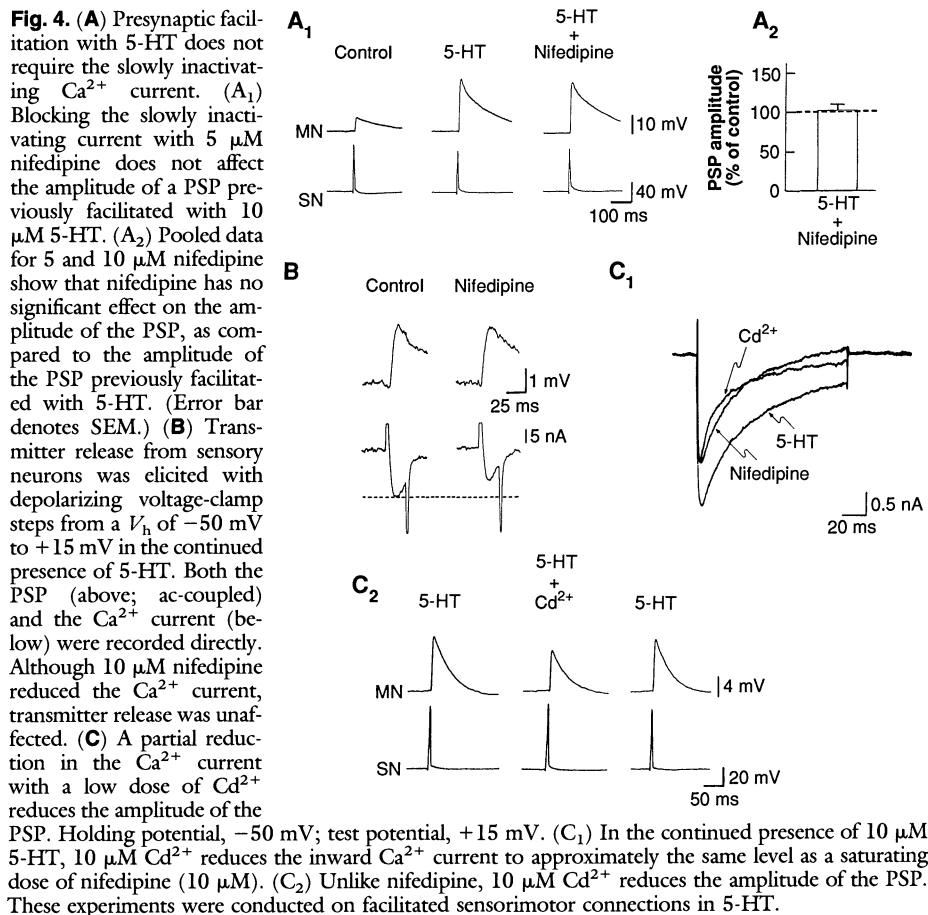 Fig. 4. (A) Presynaptic facil-
itation with 5-HT does not
require the slowly inactivat-
ing Ca²⁺ current. (A₁)
Blocking the slowly inacti-
vating current with 5 μM
nifedipine does not affect
the amplitude of a PSP pre-
viously facilitated with 10
μM 5-HT. (A₂) Pooled data
for 5 and 10 μM nifedipine
show that nifedipine has no
significant effect on the am-
plitude of the PSP, as com-
pared to the amplitude of
the PSP previously facilitat-
ed with 5-HT. (Error bar
denotes SEM.) (B) Trans-
mitter release from sensory
neurons was elicited with
depolarizing voltage-clamp
steps from a Vₕ of −50 mV
to +15 mV in the continued
presence of 5-HT. Both the
PSP (above; ac-coupled)
and the Ca²⁺ current (be-
low) were recorded directly.
Although 10 μM nifedipine
reduced the Ca²⁺ current,
transmitter release was unaf-
fected. (C) A partial reduc-
tion in the Ca²⁺ current
with a low dose of Cd²⁺
reduces the amplitude of the
PSP. Holding potential, −50 mV; test potential, +15 mV. (C₁) In the continued presence of 10 μM
5-HT, 10 μM Cd²⁺ reduces the inward Ca²⁺ current to approximately the same level as a saturating
dose of nifedipine (10 μM). (C₂) Unlike nifedipine, 10 μM Cd²⁺ reduces the amplitude of the PSP.
These experiments were conducted on facilitated sensorimotor connections in 5-HT.
A₁
Control
5-HT
5-HT
+
Nifedipine
MN
10 mV
SN
40 mV
100 ms
A₂
PSP amplitude
(% of control)
150
100
50
0
5-HT
+
Nifedipine
B
Control
Nifedipine
1 mV
25 ms
5 nA
C₁
Cd²⁺
5-HT
Nifedipine
0.5 nA
20 ms
C₂
5-HT
5-HT
+
Cd²⁺
5-HT
MN
4 mV
SN
20 mV
50 ms